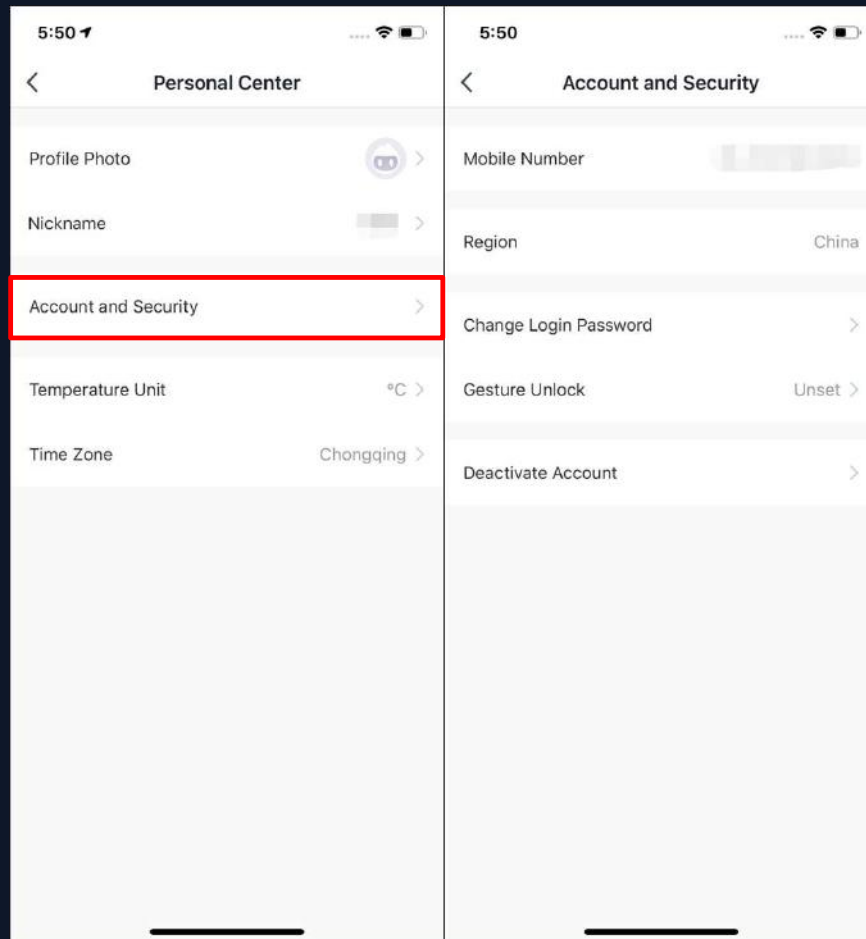 5:50
Personal Center
Profile Photo
Nickname
Account and Security
Temperature Unit °C
Time Zone Chongqing
5:50
Account and Security
Mobile Number
Region China
Change Login Password
Gesture Unlock Unset
Deactivate Account